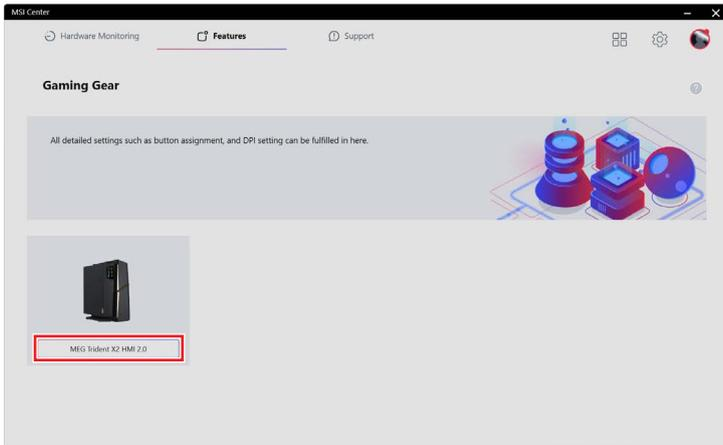 MSI Center
Hardware Monitoring
Features
Support
Gaming Gear
All detailed settings such as button assignment, and DPI setting can be fulfilled in here.
MEG Trident X2 HMI 2.0